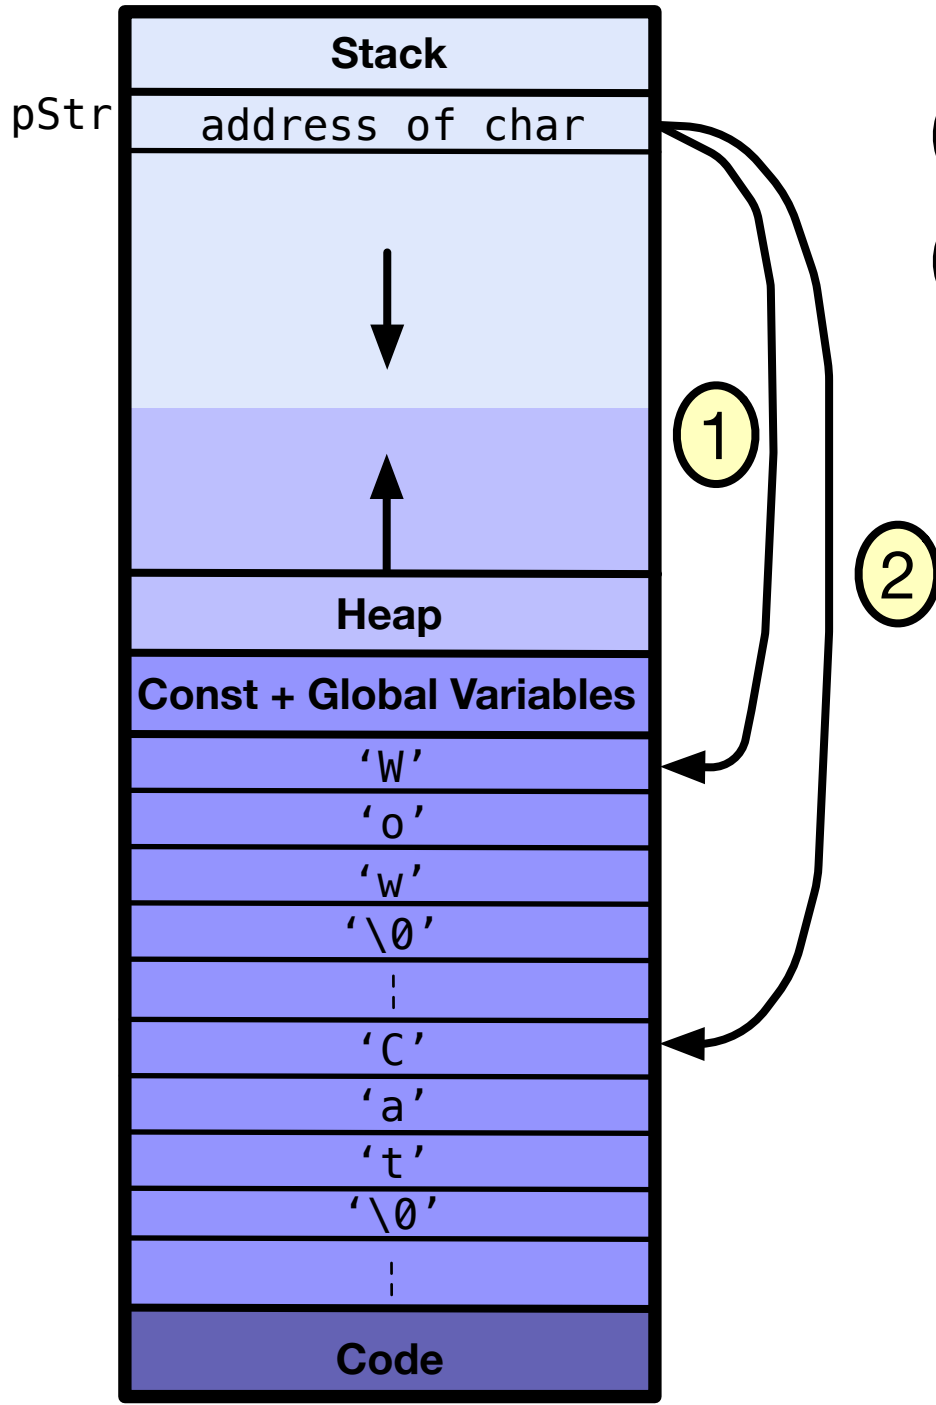 Stack
pStr
address of char
1
2
Heap
Const + Global Variables
‘W’
‘o’
‘w’
‘\0’
‘C’
‘a’
‘t’
‘\0’
Code